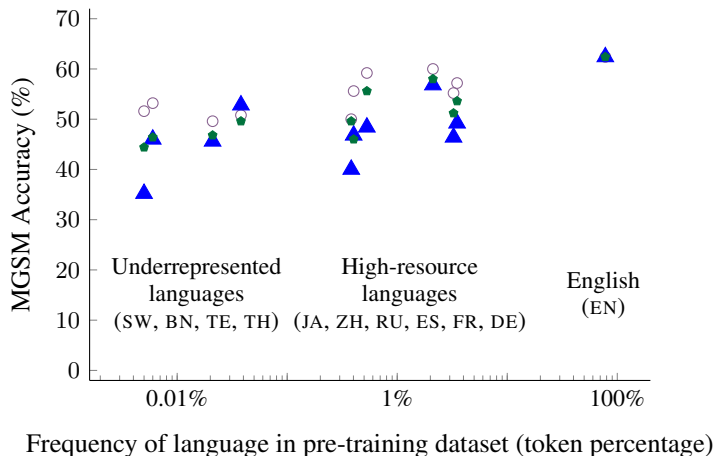 70
60
50
40
30
20
10
0
MGSM Accuracy (%)
Underrepresented
languages
(SW, BN, TE, TH)
High-resource
languages
(JA, ZH, RU, ES, FR, DE)
English
(EN)
0.01%
1%
100%
Frequency of language in pre-training dataset (token percentage)